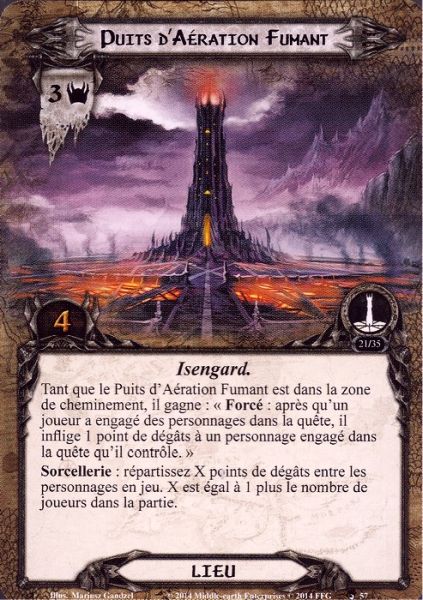 Puits d'Aération Fumant
3
4
21/35
Isengard.
Tant que le Puits d'Aération Fumant est dans la zone
de cheminement, il gagne : « Forcé : après qu'un
joueur a engagé des personnages dans la quête, il
inflige 1 point de dégâts à un personnage engagé dans
la quête qu'il contrôle. »
Sorcellerie : répartissez X points de dégâts entre les
personnages en jeu. X est égal à 1 plus le nombre de
joueurs dans la partie.
LIEU
Illus. Mariusz Gandzel © 2014 Middle-earth Enterprises © 2014 FFG 57